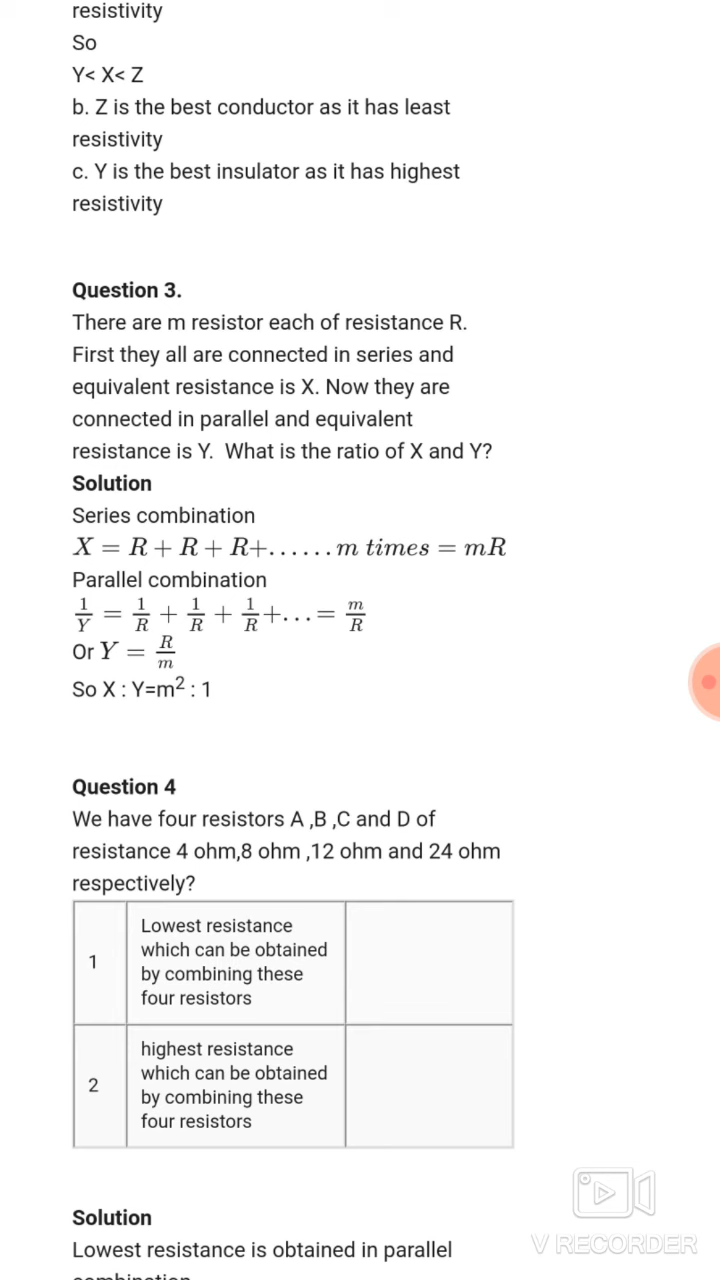 resistivity
So
Y< X< Z
b. Z is the best conductor as it has least
resistivity
c. Y is the best insulator as it has highest
resistivity
Question 3.
There are m resistor each of resistance R.
First they all are connected in series and
equivalent resistance is X. Now they are
connected in parallel and equivalent
resistance is Y.  What is the ratio of X and Y?
Solution
Series combination
X = R + R + R+...... m times = mR
Parallel combination
1/Y = 1/R + 1/R + 1/R +... = m/R
Or Y = R/m
So X : Y=m² : 1
Question 4
We have four resistors A ,B ,C and D of
resistance 4 ohm,8 ohm ,12 ohm and 24 ohm
respectively?
1
Lowest resistance
which can be obtained
by combining these
four resistors
2
highest resistance
which can be obtained
by combining these
four resistors
Solution
Lowest resistance is obtained in parallel
combination
V RECORDER